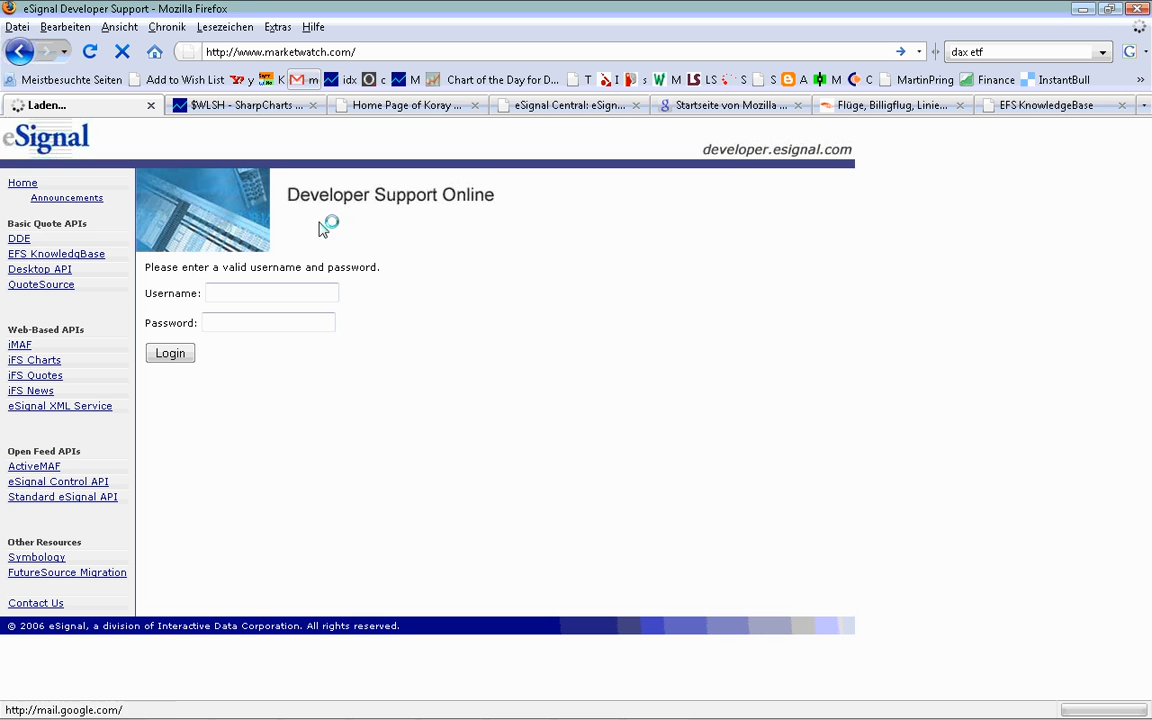 eSignal Developer Support - Mozilla Firefox
Datei Bearbeiten Ansicht Chronik Lesezeichen Extras Hilfe
http://www.marketwatch.com/ dax etf G
Meistbesuchte Seiten Add to Wish List y K m idx c M Chart of the Day for D... T I s W M LS LS S S A M C MartinPring Finance InstantBull »
Laden... $WLSH - SharpCharts ... Home Page of Koray ... eSignal Central: eSign... Startseite von Mozilla ... Flüge, Billigflug, Linie... EFS KnowledgeBase
eSignal
developer.esignal.com
Home
Announcements
Developer Support Online
Basic Quote APIs
DDE
EFS KnowledgBase
Desktop API
QuoteSource
Please enter a valid username and password.
Username:
Password:
Login
Web-Based APIs
iMAF
iFS Charts
iFS Quotes
iFS News
eSignal XML Service
Open Feed APIs
ActiveMAF
eSignal Control API
Standard eSignal API
Other Resources
Symbology
FutureSource Migration
Contact Us
© 2006 eSignal, a division of Interactive Data Corporation. All rights reserved.
http://mail.google.com/